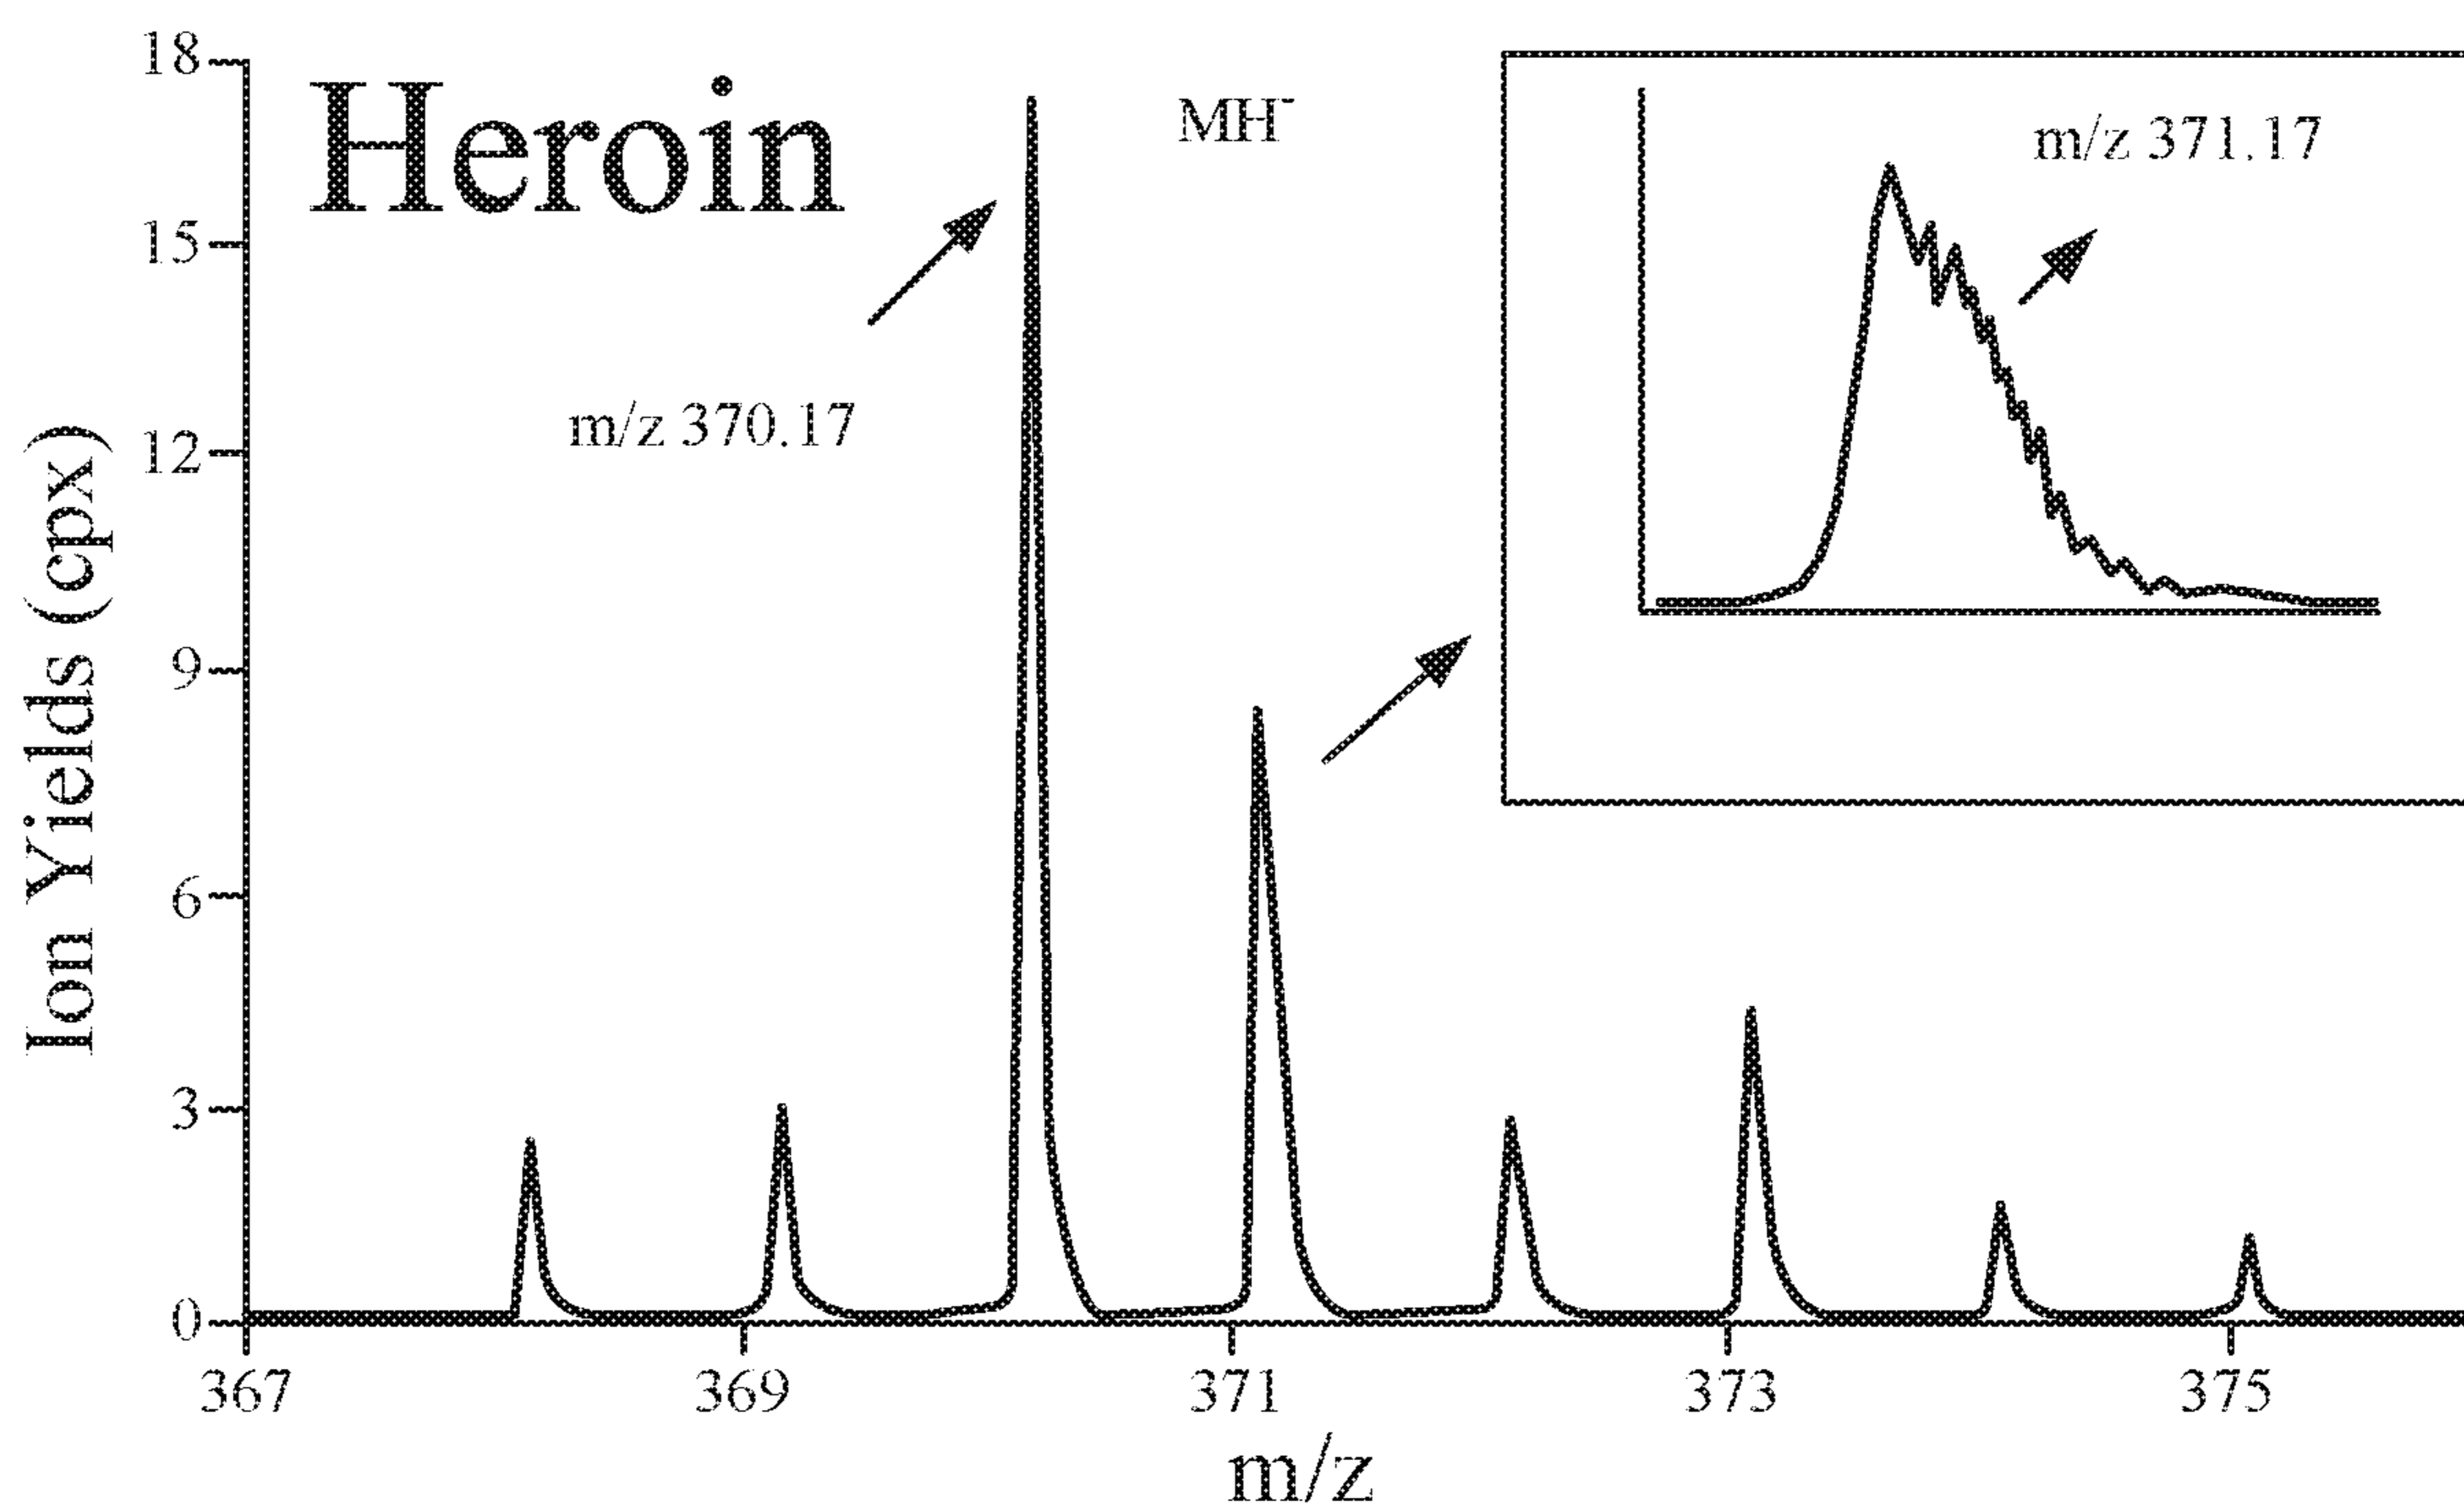 Heroin
MH-
m/z 371.17
m/z 370.17
Ion Yields (cpx)
18
15
12
9
6
3
0
367
369
371
373
375
m/z